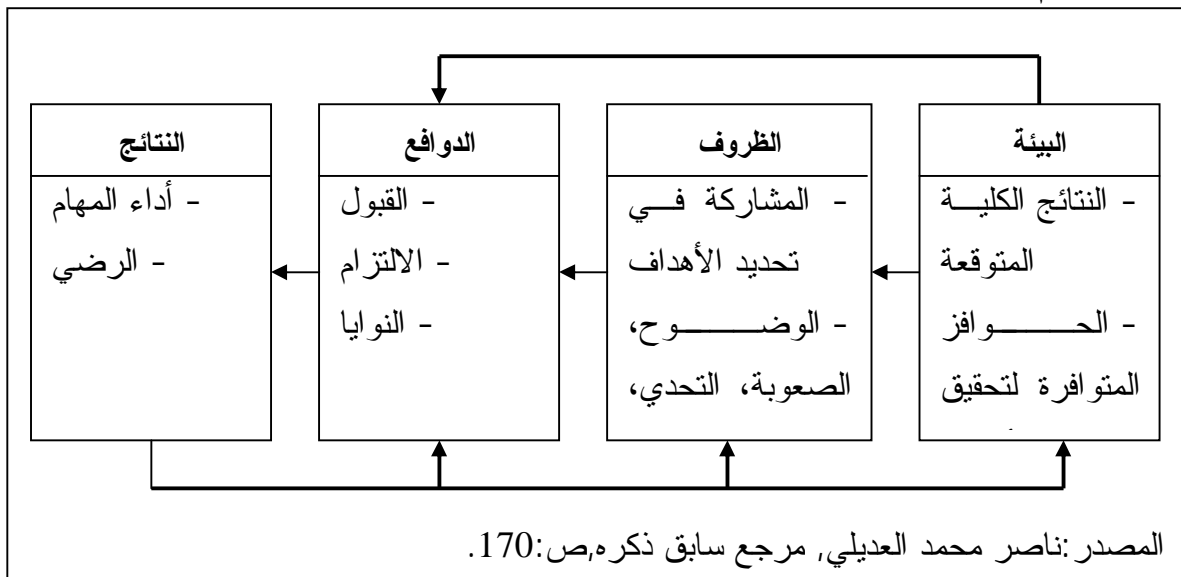 البيئة
- النتائج الكلية
المتوقعة
- الحوافز
المتوافرة لتحقيق
الظروف
- المشاركة في
تحديد الأهداف
- الوضوح،
الصعوبة، التحدي،
الدوافع
- القبول
- الالتزام
- النوايا
النتائج
- أداء المهام
- الرضي
المصدر:ناصر محمد العديلي, مرجع سابق ذكره,ص:170.